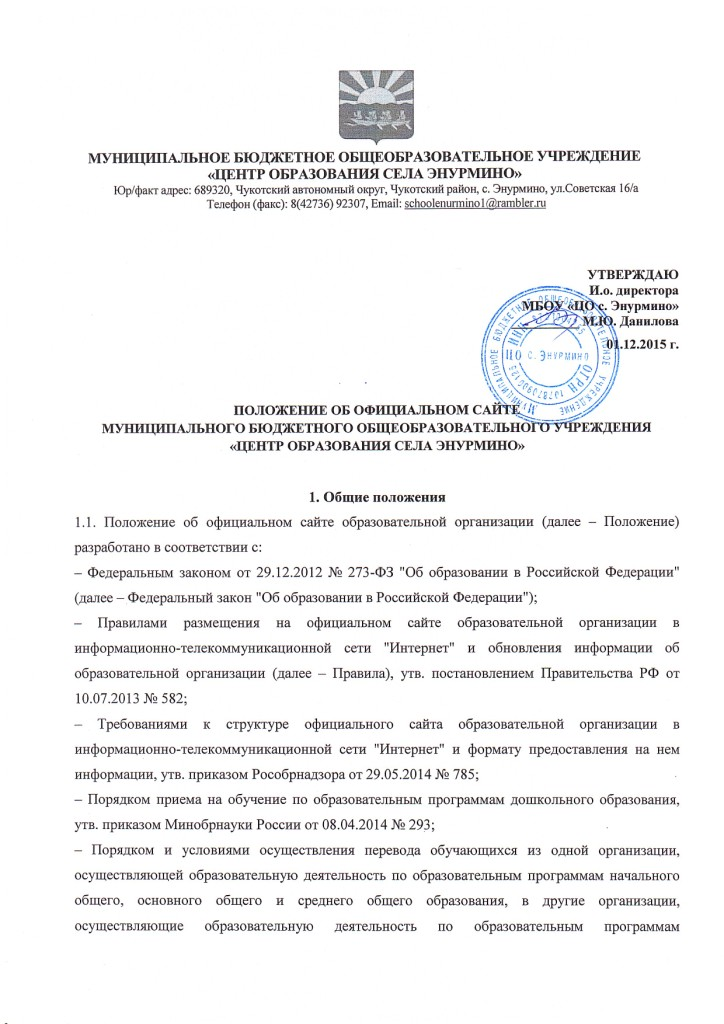 МУНИЦИПАЛЬНОЕ БЮДЖЕТНОЕ ОБЩЕОБРАЗОВАТЕЛЬНОЕ УЧРЕЖДЕНИЕ
«ЦЕНТР ОБРАЗОВАНИЯ СЕЛА ЭНУРМИНО»
Юр/факт адрес: 689320, Чукотский автономный округ, Чукотский район, с. Энурмино, ул.Советская 16/а
Телефон (факс): 8(42736) 92307, Email: schoolenurmino1@rambler.ru
УТВЕРЖДАЮ
И.о. директора
МБОУ «ЦО с. Энурмино»
М.Ю. Данилова
01.12.2015 г.
МУНИЦИПАЛЬНОЕ БЮДЖЕТНОЕ ОБЩЕОБРАЗОВАТЕЛЬНОЕ УЧРЕЖДЕНИЕ
ИНН
ОГРН
ЦО с. Энурмино
ПОЛОЖЕНИЕ ОБ ОФИЦИАЛЬНОМ САЙТЕ
МУНИЦИПАЛЬНОГО БЮДЖЕТНОГО ОБЩЕОБРАЗОВАТЕЛЬНОГО УЧРЕЖДЕНИЯ
«ЦЕНТР ОБРАЗОВАНИЯ СЕЛА ЭНУРМИНО»
1. Общие положения
1.1. Положение об официальном сайте образовательной организации (далее – Положение)
разработано в соответствии с:
– Федеральным законом от 29.12.2012 № 273-ФЗ "Об образовании в Российской Федерации"
(далее – Федеральный закон "Об образовании в Российской Федерации");
– Правилами размещения на официальном сайте образовательной организации в
информационно-телекоммуникационной сети "Интернет" и обновления информации об
образовательной организации (далее – Правила), утв. постановлением Правительства РФ от
10.07.2013 № 582;
– Требованиями к структуре официального сайта образовательной организации в
информационно-телекоммуникационной сети "Интернет" и формату предоставления на нем
информации, утв. приказом Рособрнадзора от 29.05.2014 № 785;
– Порядком приема на обучение по образовательным программам дошкольного образования,
утв. приказом Минобрнауки России от 08.04.2014 № 293;
– Порядком и условиями осуществления перевода обучающихся из одной организации,
осуществляющей образовательную деятельность по образовательным программам начального
общего, основного общего и среднего общего образования, в другие организации,
осуществляющие образовательную деятельность по образовательным программам